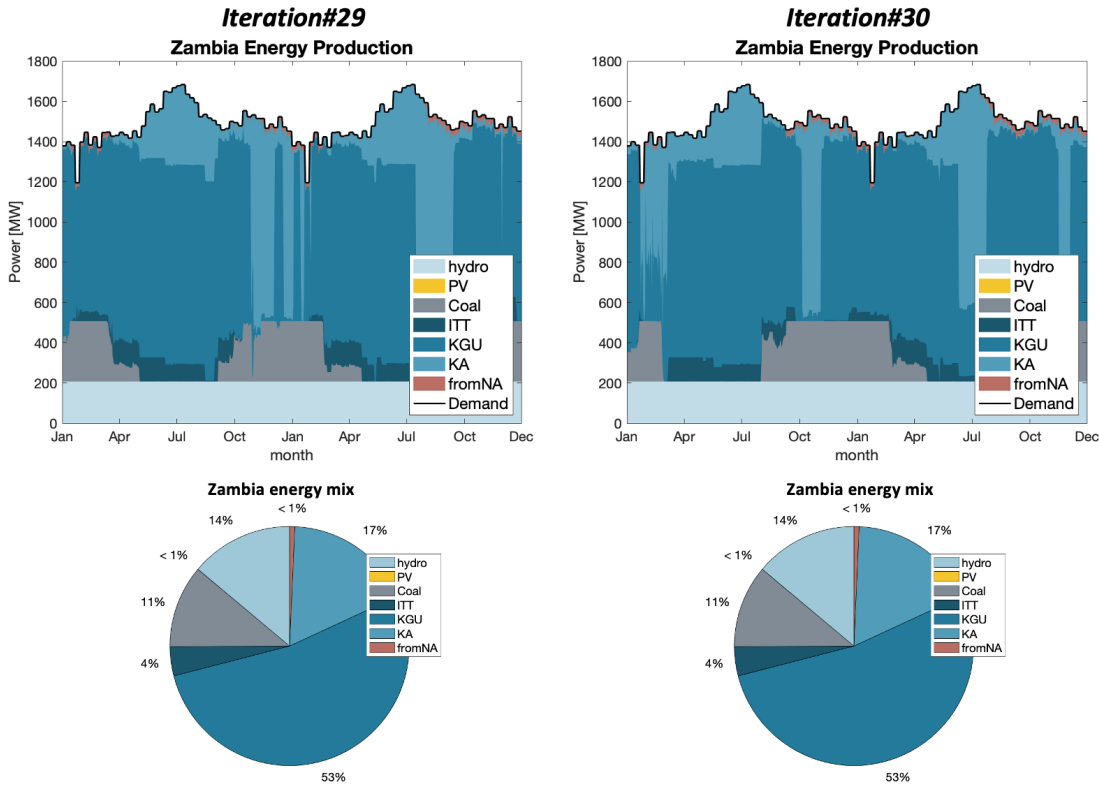 Iteration#29
Zambia Energy Production
1800
1600
1400
1200
1000
800
600
400
200
0
Power [MW]
Jan Apr Jul Oct Jan Apr Jul Oct Dec
month
hydro
PV
Coal
ITT
KGU
KA
fromNA
Demand
Iteration#30
Zambia Energy Production
1800
1600
1400
1200
1000
800
600
400
200
0
Power [MW]
Jan Apr Jul Oct Jan Apr Jul Oct Dec
month
hydro
PV
Coal
ITT
KGU
KA
fromNA
Demand
Zambia energy mix
< 1%
14%
17%
< 1%
11%
4%
53%
hydro
PV
Coal
ITT
KGU
KA
fromNA
Zambia energy mix
< 1%
14%
17%
< 1%
11%
4%
53%
hydro
PV
Coal
ITT
KGU
KA
fromNA